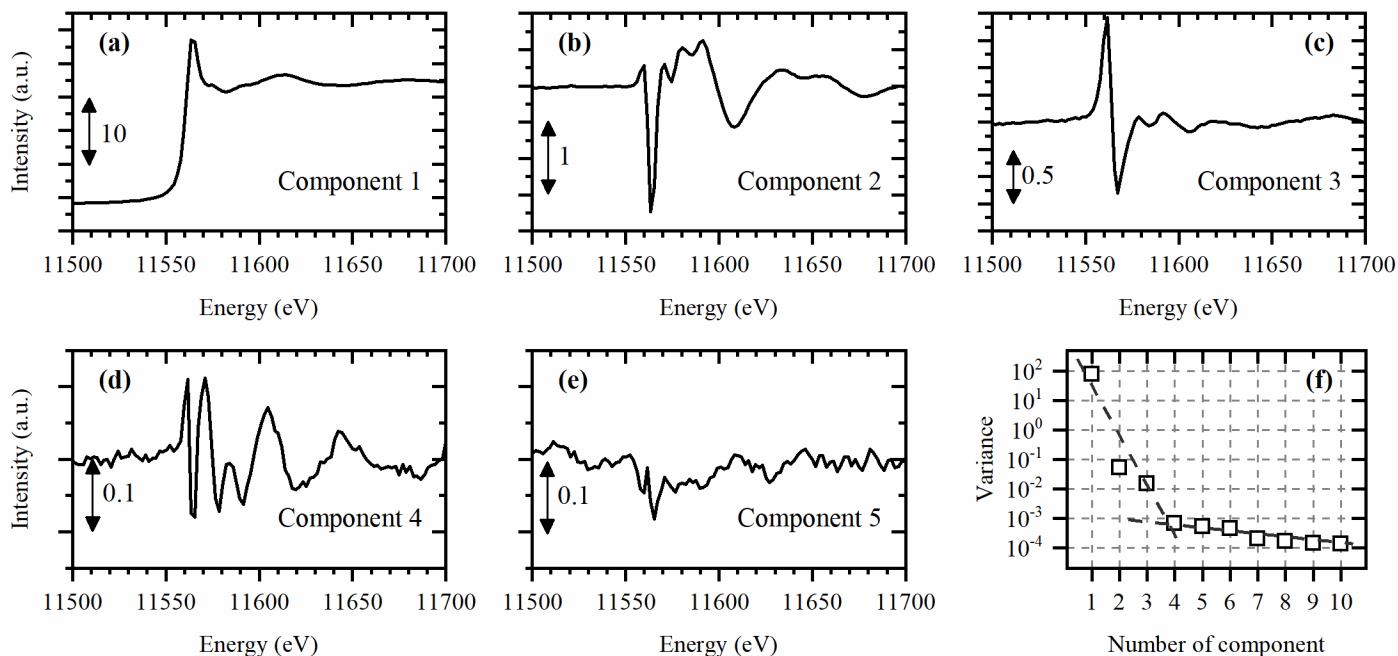 (a)
(b)
(c)
Intensity (a.u.)
10
1
0.5
Component 1
Component 2
Component 3
11500 11550 11600 11650 11700
11500 11550 11600 11650 11700
11500 11550 11600 11650 11700
Energy (eV)
Energy (eV)
Energy (eV)
(d)
(e)
(f)
Intensity (a.u.)
0.1
0.1
Component 4
Component 5
Variance
10^2
10^1
10^0
10^-1
10^-2
10^-3
10^-4
11500 11550 11600 11650 11700
11500 11550 11600 11650 11700
1 2 3 4 5 6 7 8 9 10
Energy (eV)
Energy (eV)
Number of component